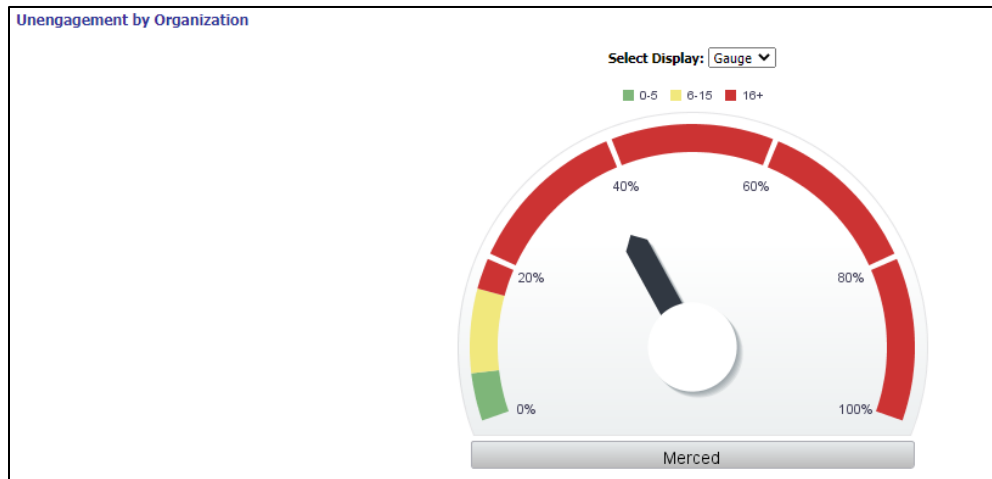 Unengagement by Organization
Select Display: Gauge
0-5 6-15 16+
40% 60%
20% 80%
0% 100%
Merced